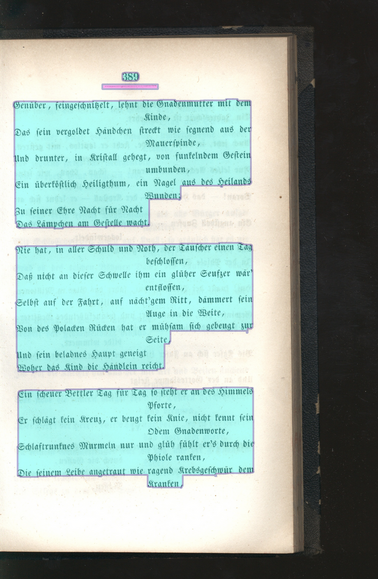 389
Genüber, feingeschnitzelt, lehnt die Gnadenmutter mit dem
Kinde,
Das sein vergoldet Händchen streckt wie segnend aus der
Mauerspinde,
Und drunter, in Kristall gehegt, von funkelndem Gestein
umbunden,
Ein überköstlich Heiligthum, ein Nagel aus des Heilands
Wunden;
Zu seiner Ehre Nacht für Nacht
Das Lämpchen am Gestelle wacht.
Nie hat, in aller Schuld und Noth, der Täuscher einen Tag
beschlossen,
Daß nicht an dieser Schwelle ihm ein glüher Seufzer wär'
entflossen,
Selbst auf der Fahrt, auf nächt'gem Ritt, dämmert sein
Auge in die Weite,
Von des Polacken Rücken hat er mühsam sich gebeugt zur
Seite,
Und sein beladnes Haupt geneigt
Woher das Kind die Händlein reicht.
Ein scheuer Bettler Tag für Tag so steht er an des Himmels
Pforte,
Er schlägt kein Kreuz, er beugt kein Knie, nicht kennt sein
Odem Gnadenworte,
Schlaftrunknes Murmeln nur und glüh fühlt er's durch die
Phiole ranken,
Die seinem Leibe angetraut wie ragend Krebsgeschwür dem
Kranken,